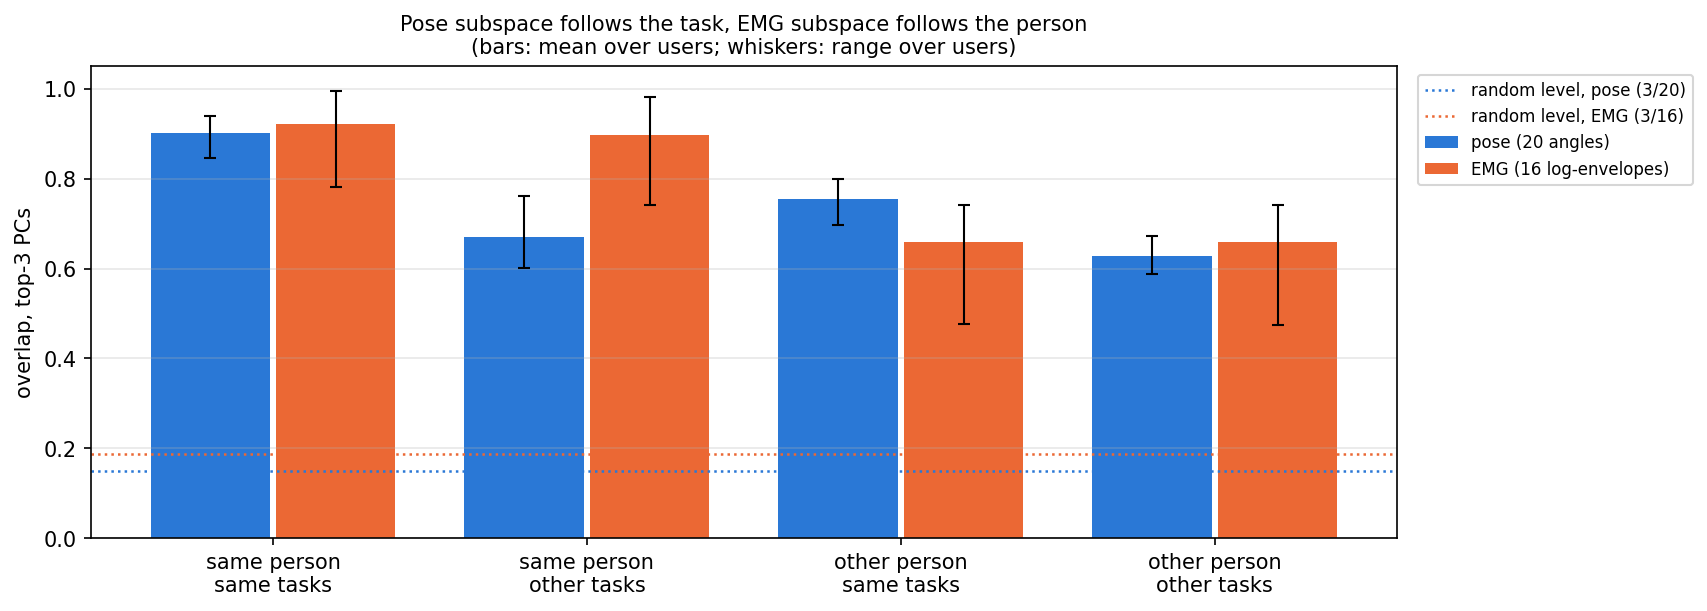 Pose subspace follows the task, EMG subspace follows the person
(bars: mean over users; whiskers: range over users)
overlap, top-3 PCs
1.0
0.8
0.6
0.4
0.2
0.0
same person
same tasks
same person
other tasks
other person
same tasks
other person
other tasks
random level, pose (3/20)
random level, EMG (3/16)
pose (20 angles)
EMG (16 log-envelopes)